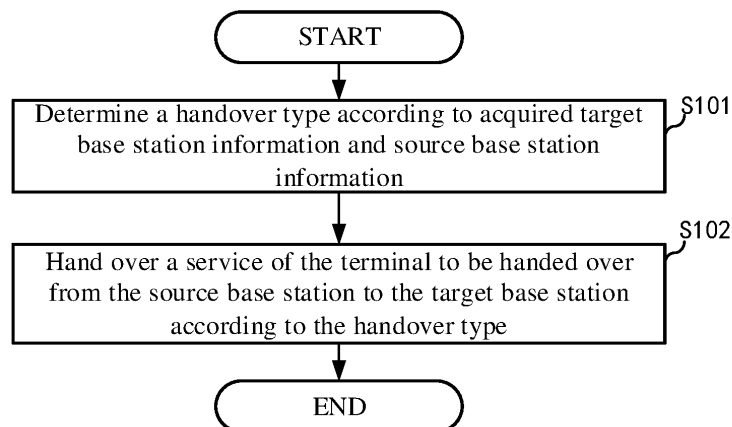 START
Determine a handover type according to acquired target
base station information and source base station
information
S101
Hand over a service of the terminal to be handed over
from the source base station to the target base station
according to the handover type
S102
END